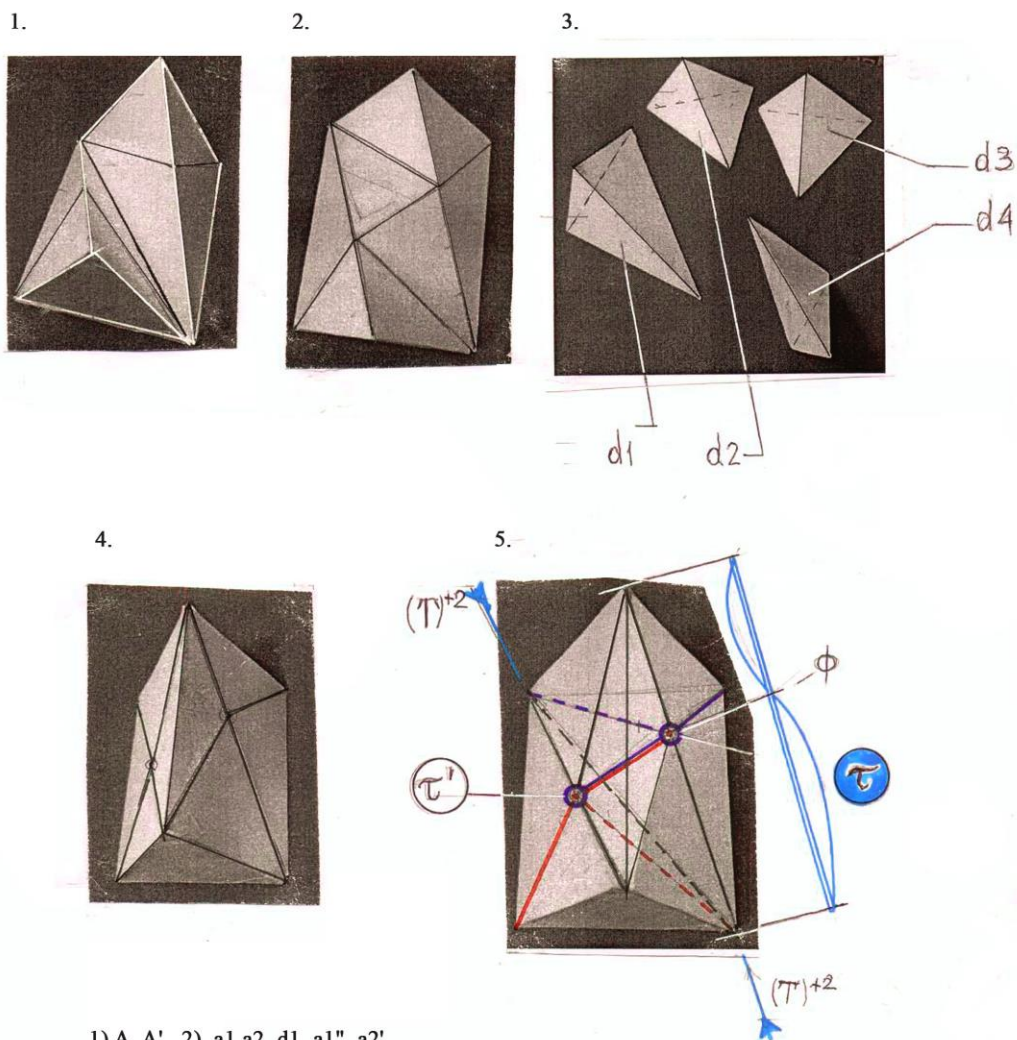 1.
2.
3.
d3
d4
d1
d2
4.
5.
(T)+2
Φ
τ'
τ
(T)+2
1) A, A', 2), a1,a2, d1, a1", a2'